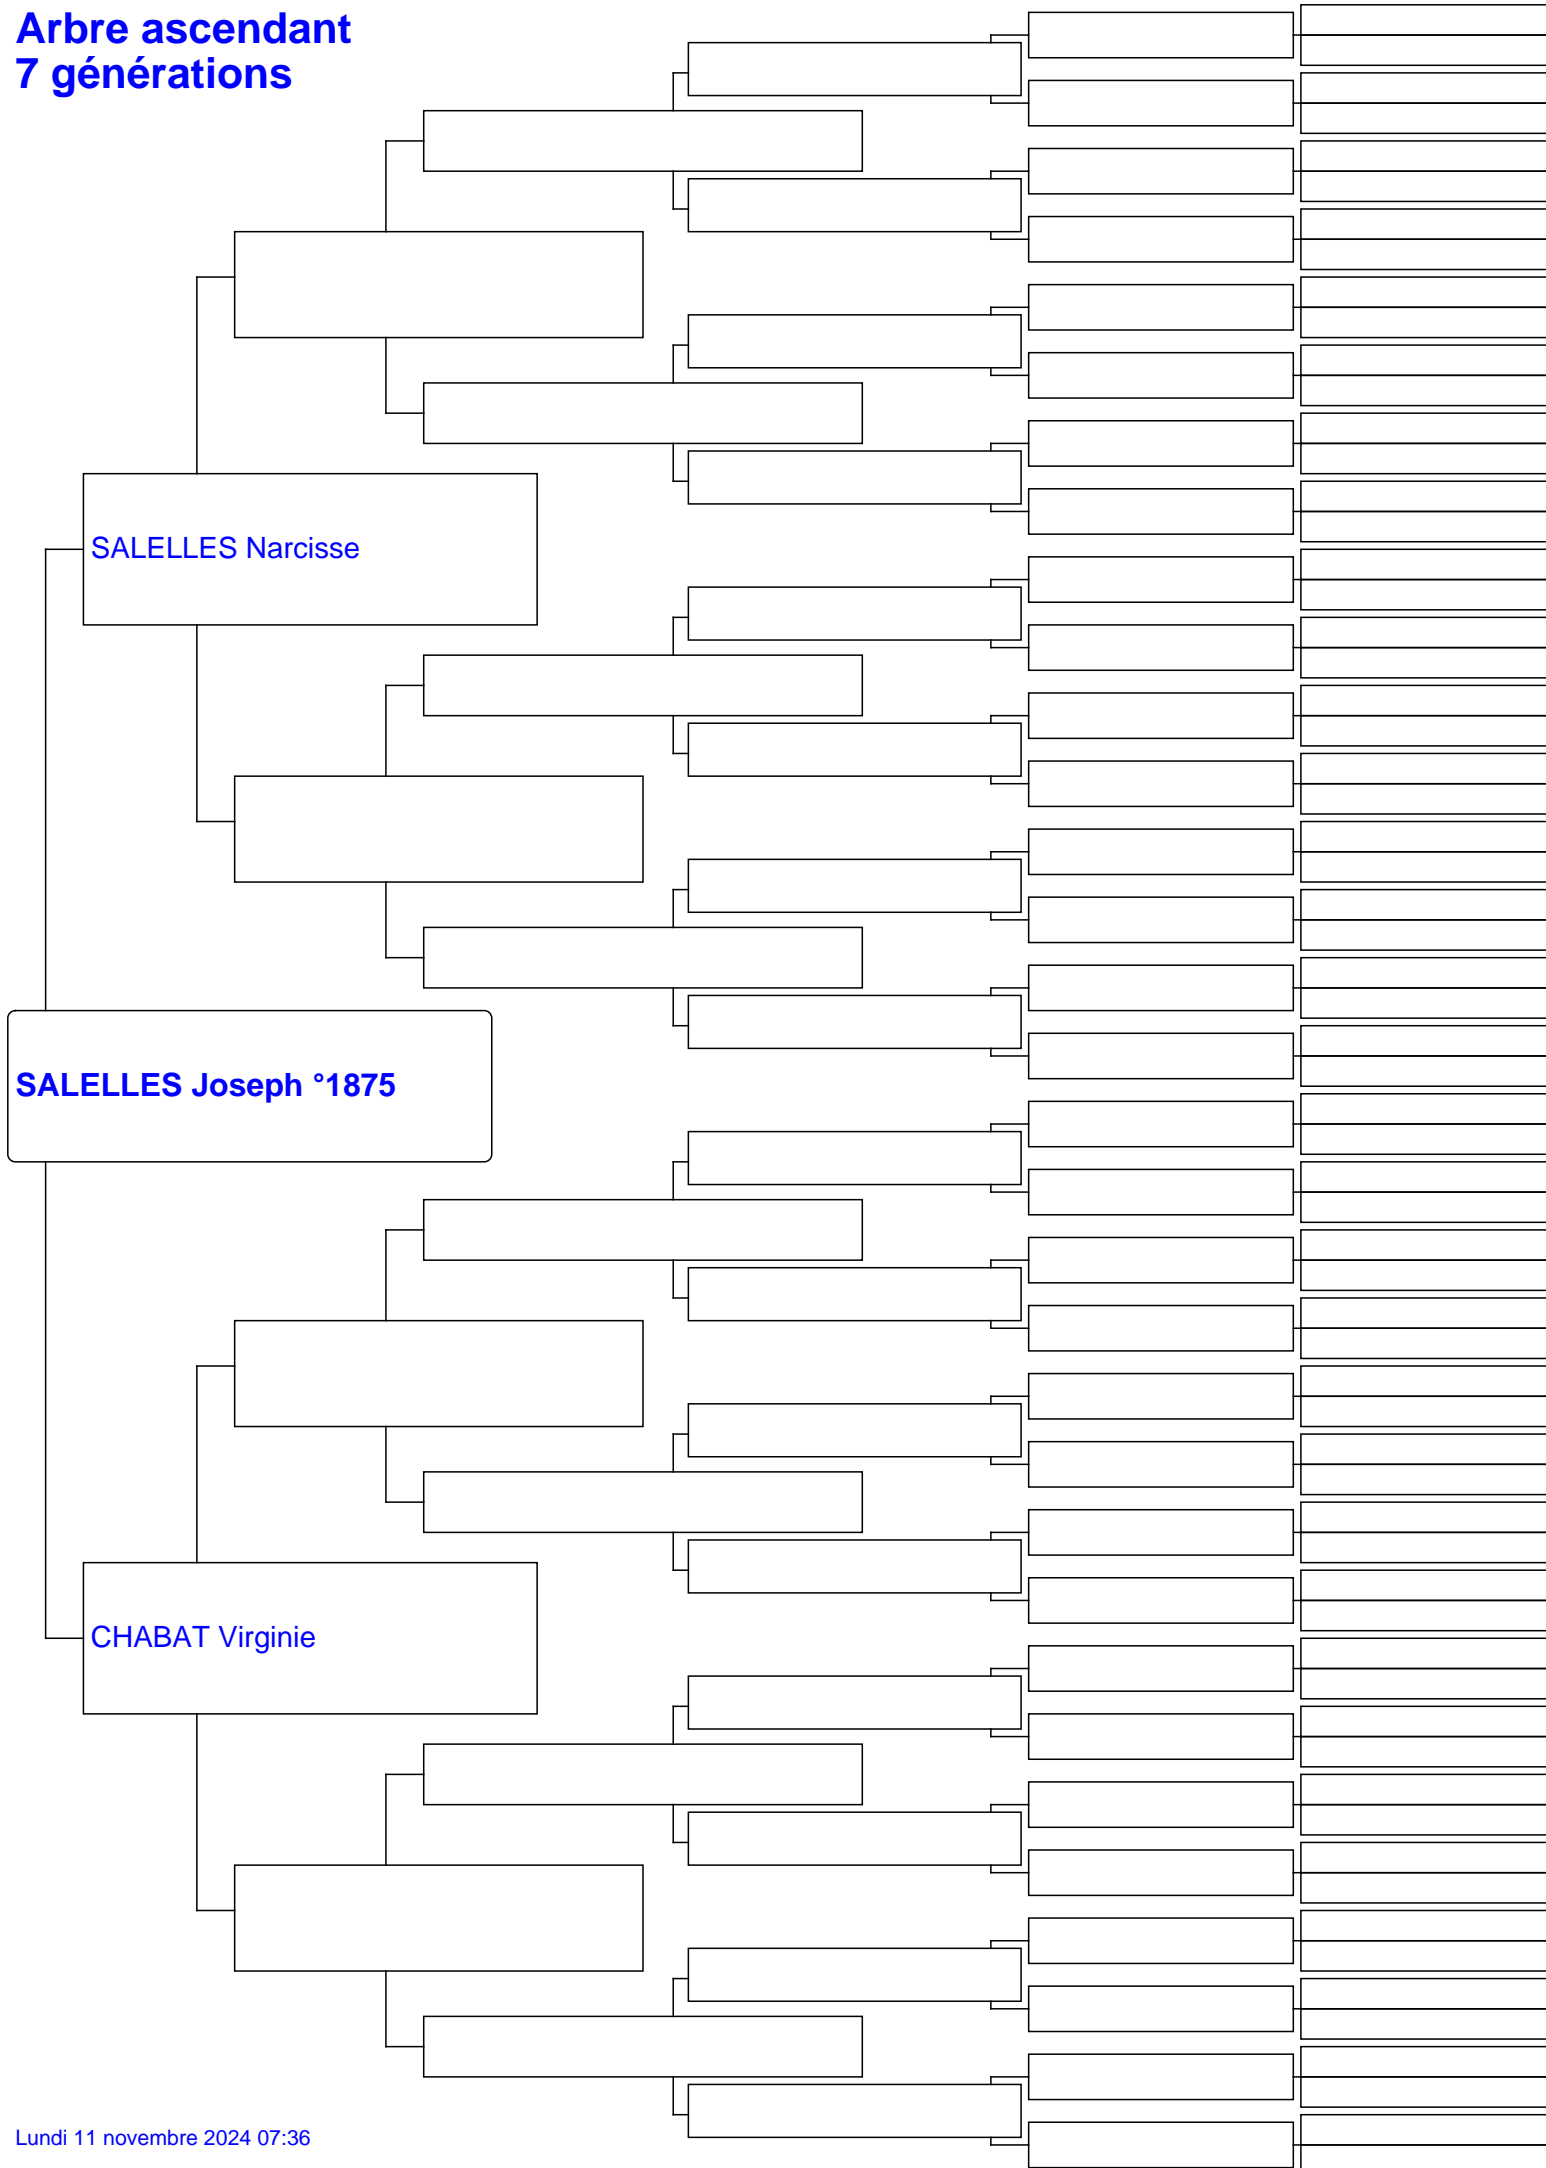 Arbre ascendant
7 générations
SALELLES Narcisse
SALELLES Joseph °1875
CHABAT Virginie
Lundi 11 novembre 2024 07:36